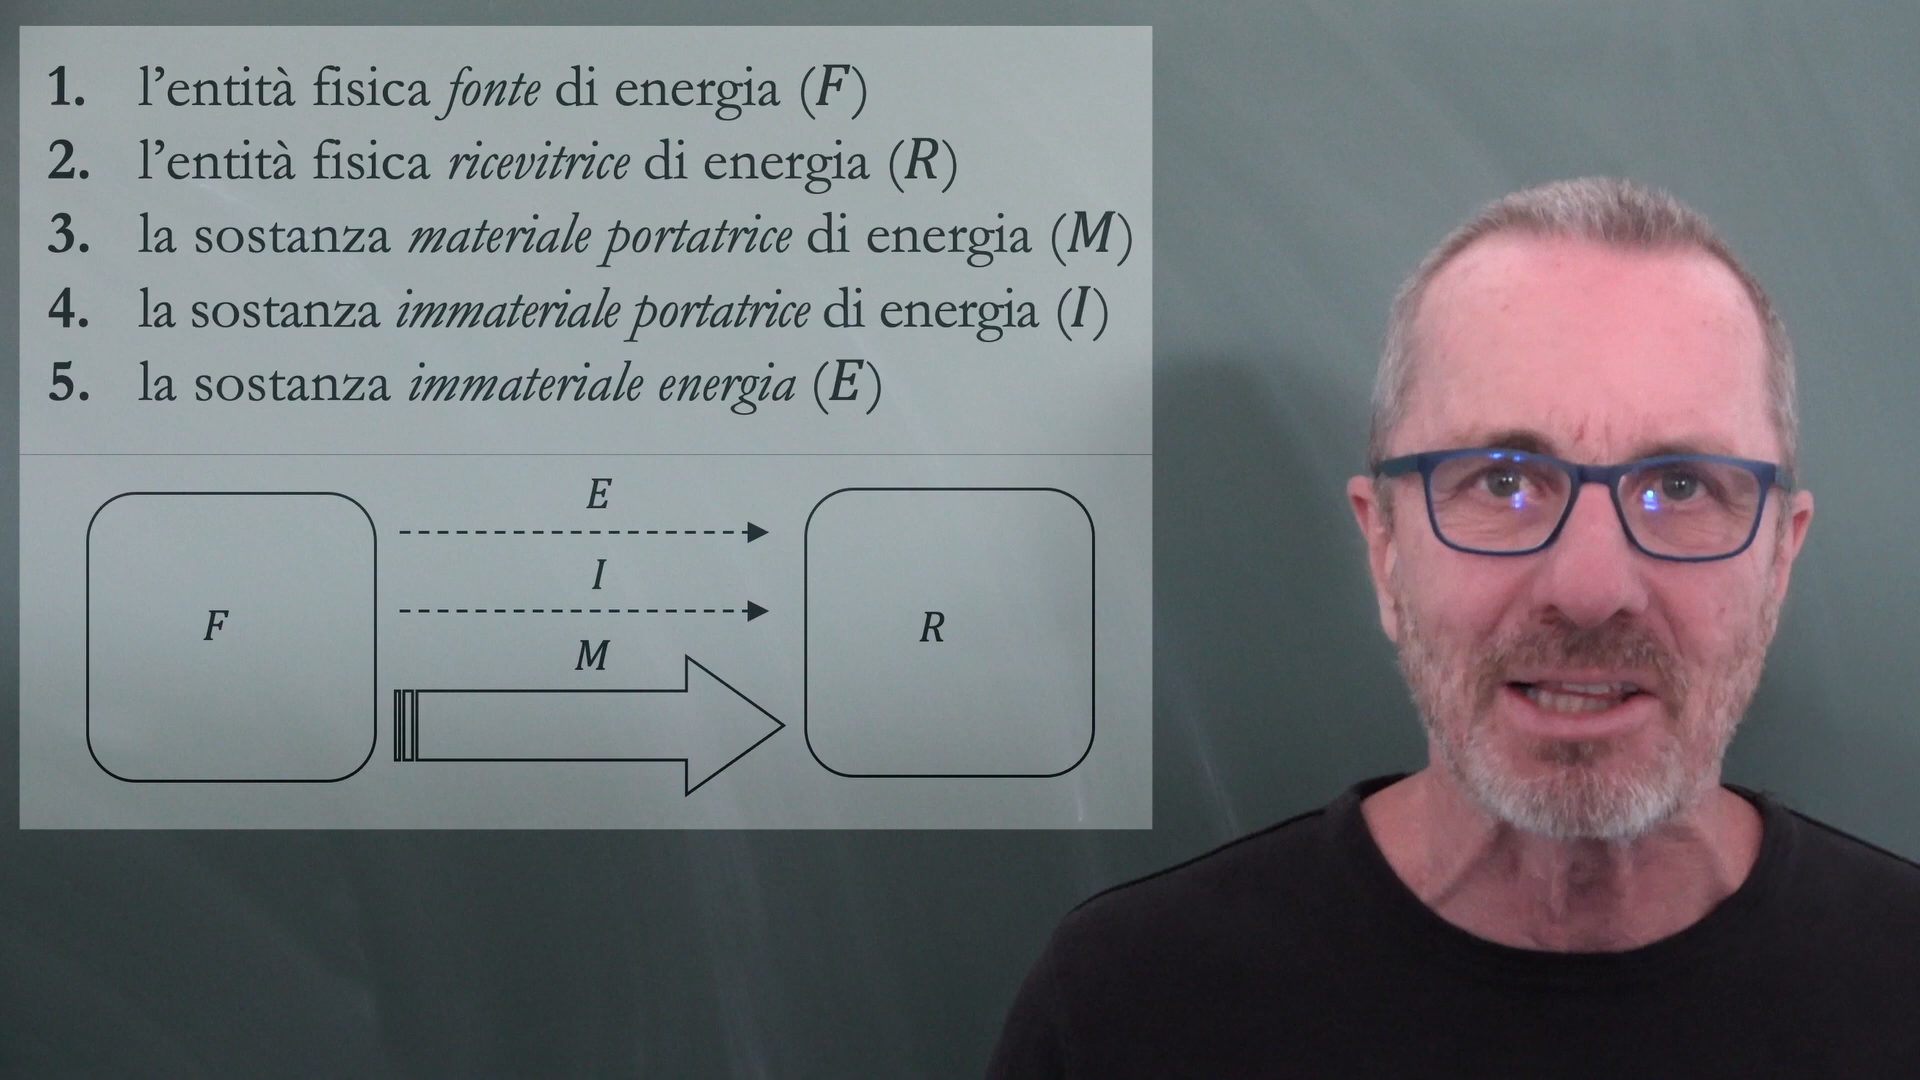 1. l’entità fisica fonte di energia (F)
2. l’entità fisica ricevitrice di energia (R)
3. la sostanza materiale portatrice di energia (M)
4. la sostanza immateriale portatrice di energia (I)
5. la sostanza immateriale energia (E)
E
I
F
R
M